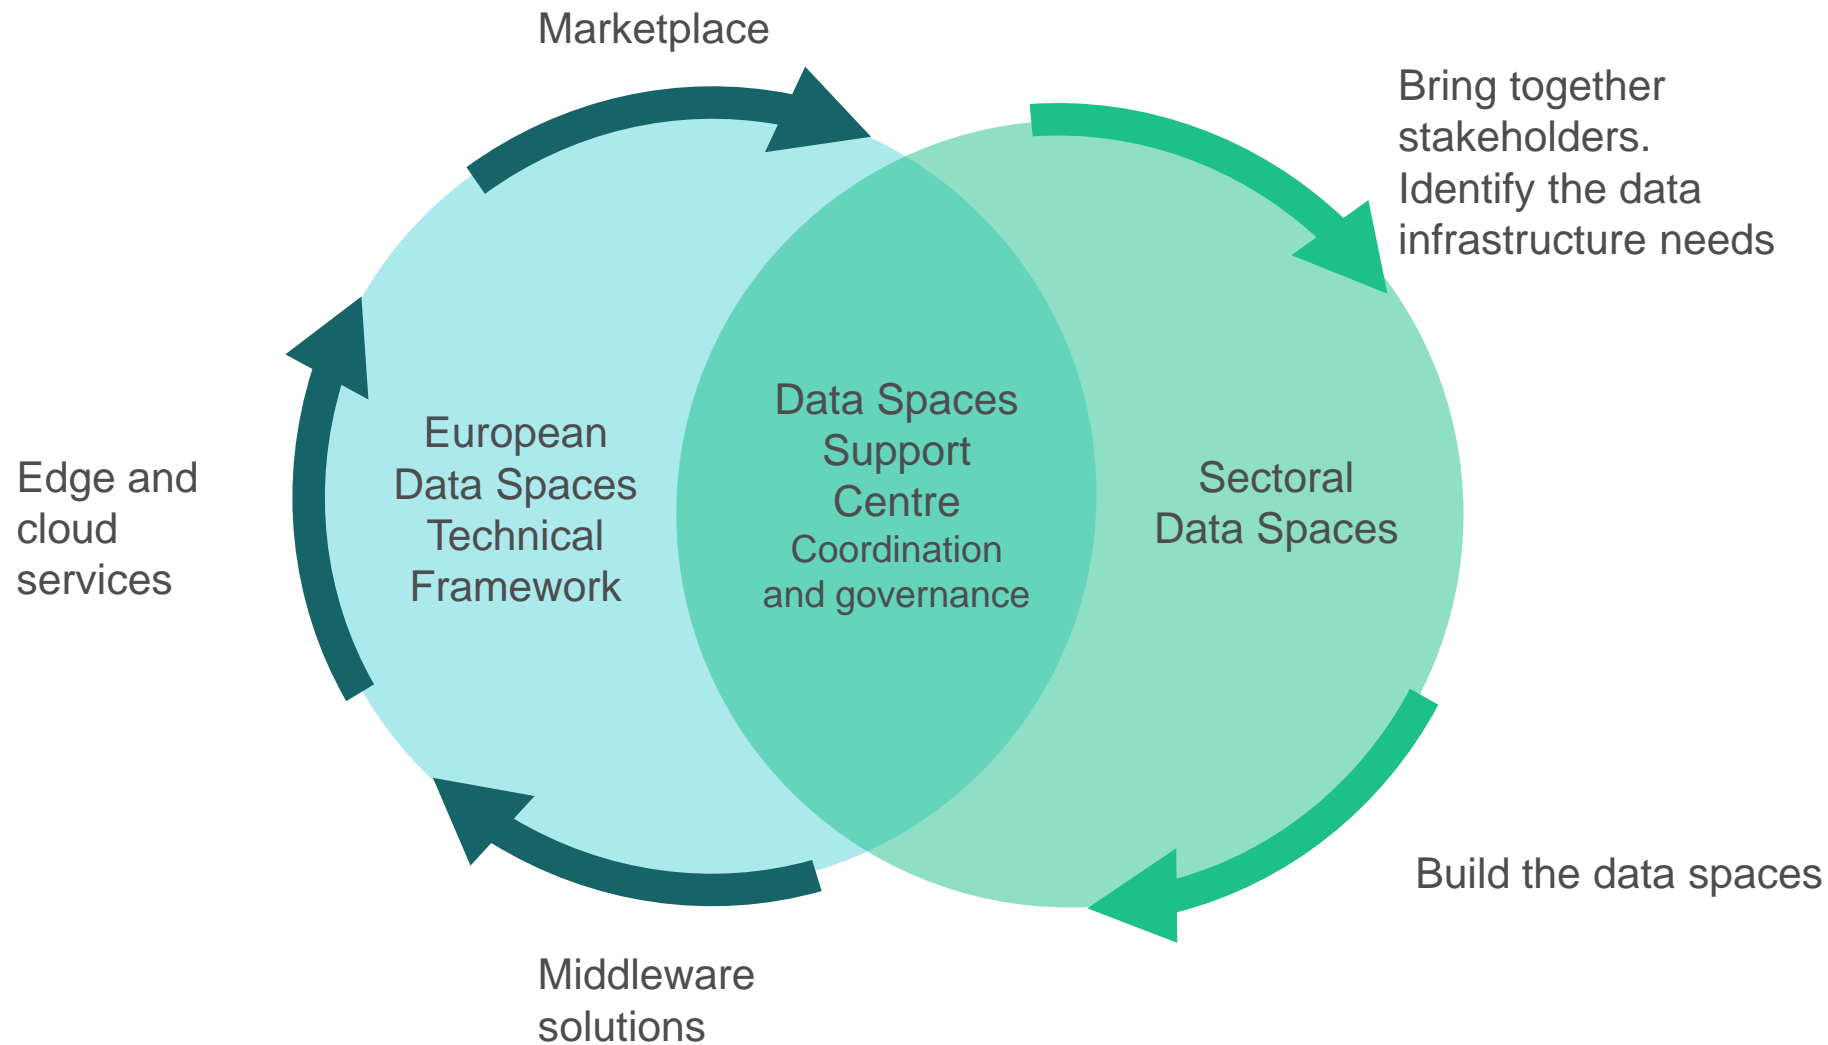 Marketplace
Bring together
stakeholders.
Identify the data
infrastructure needs
Edge and
cloud
services
European
Data Spaces
Technical
Framework
Data Spaces
Support
Centre
Coordination
and governance
Sectoral
Data Spaces
Build the data spaces
Middleware
solutions